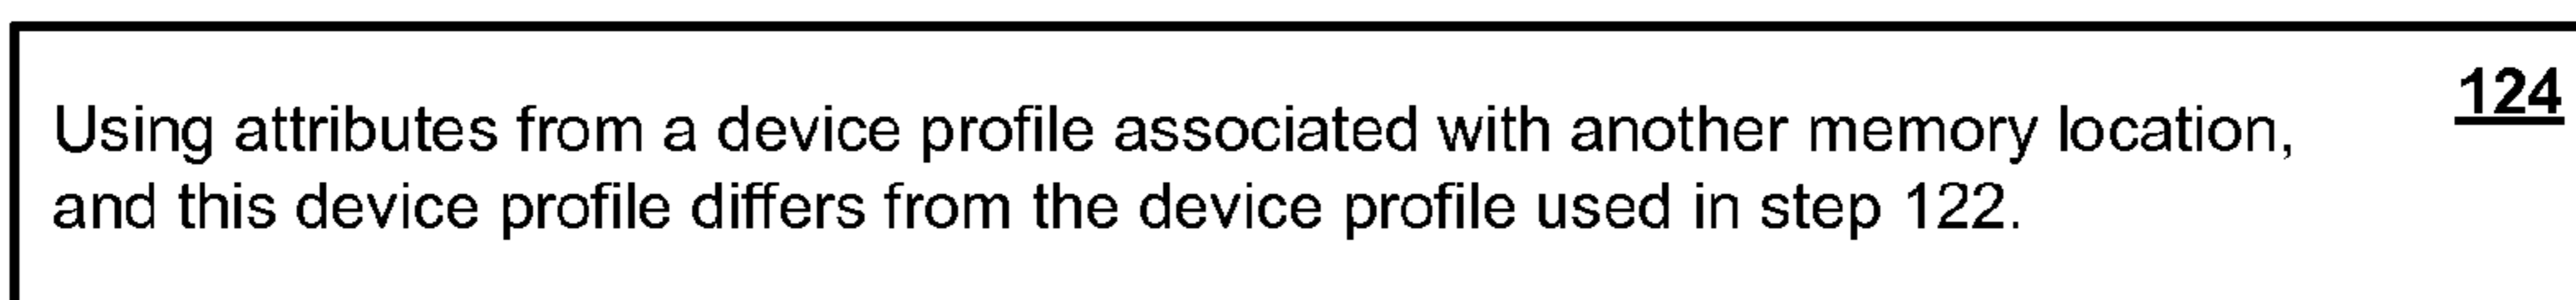 124
Using attributes from a device profile associated with another memory location,
and this device profile differs from the device profile used in step 122.